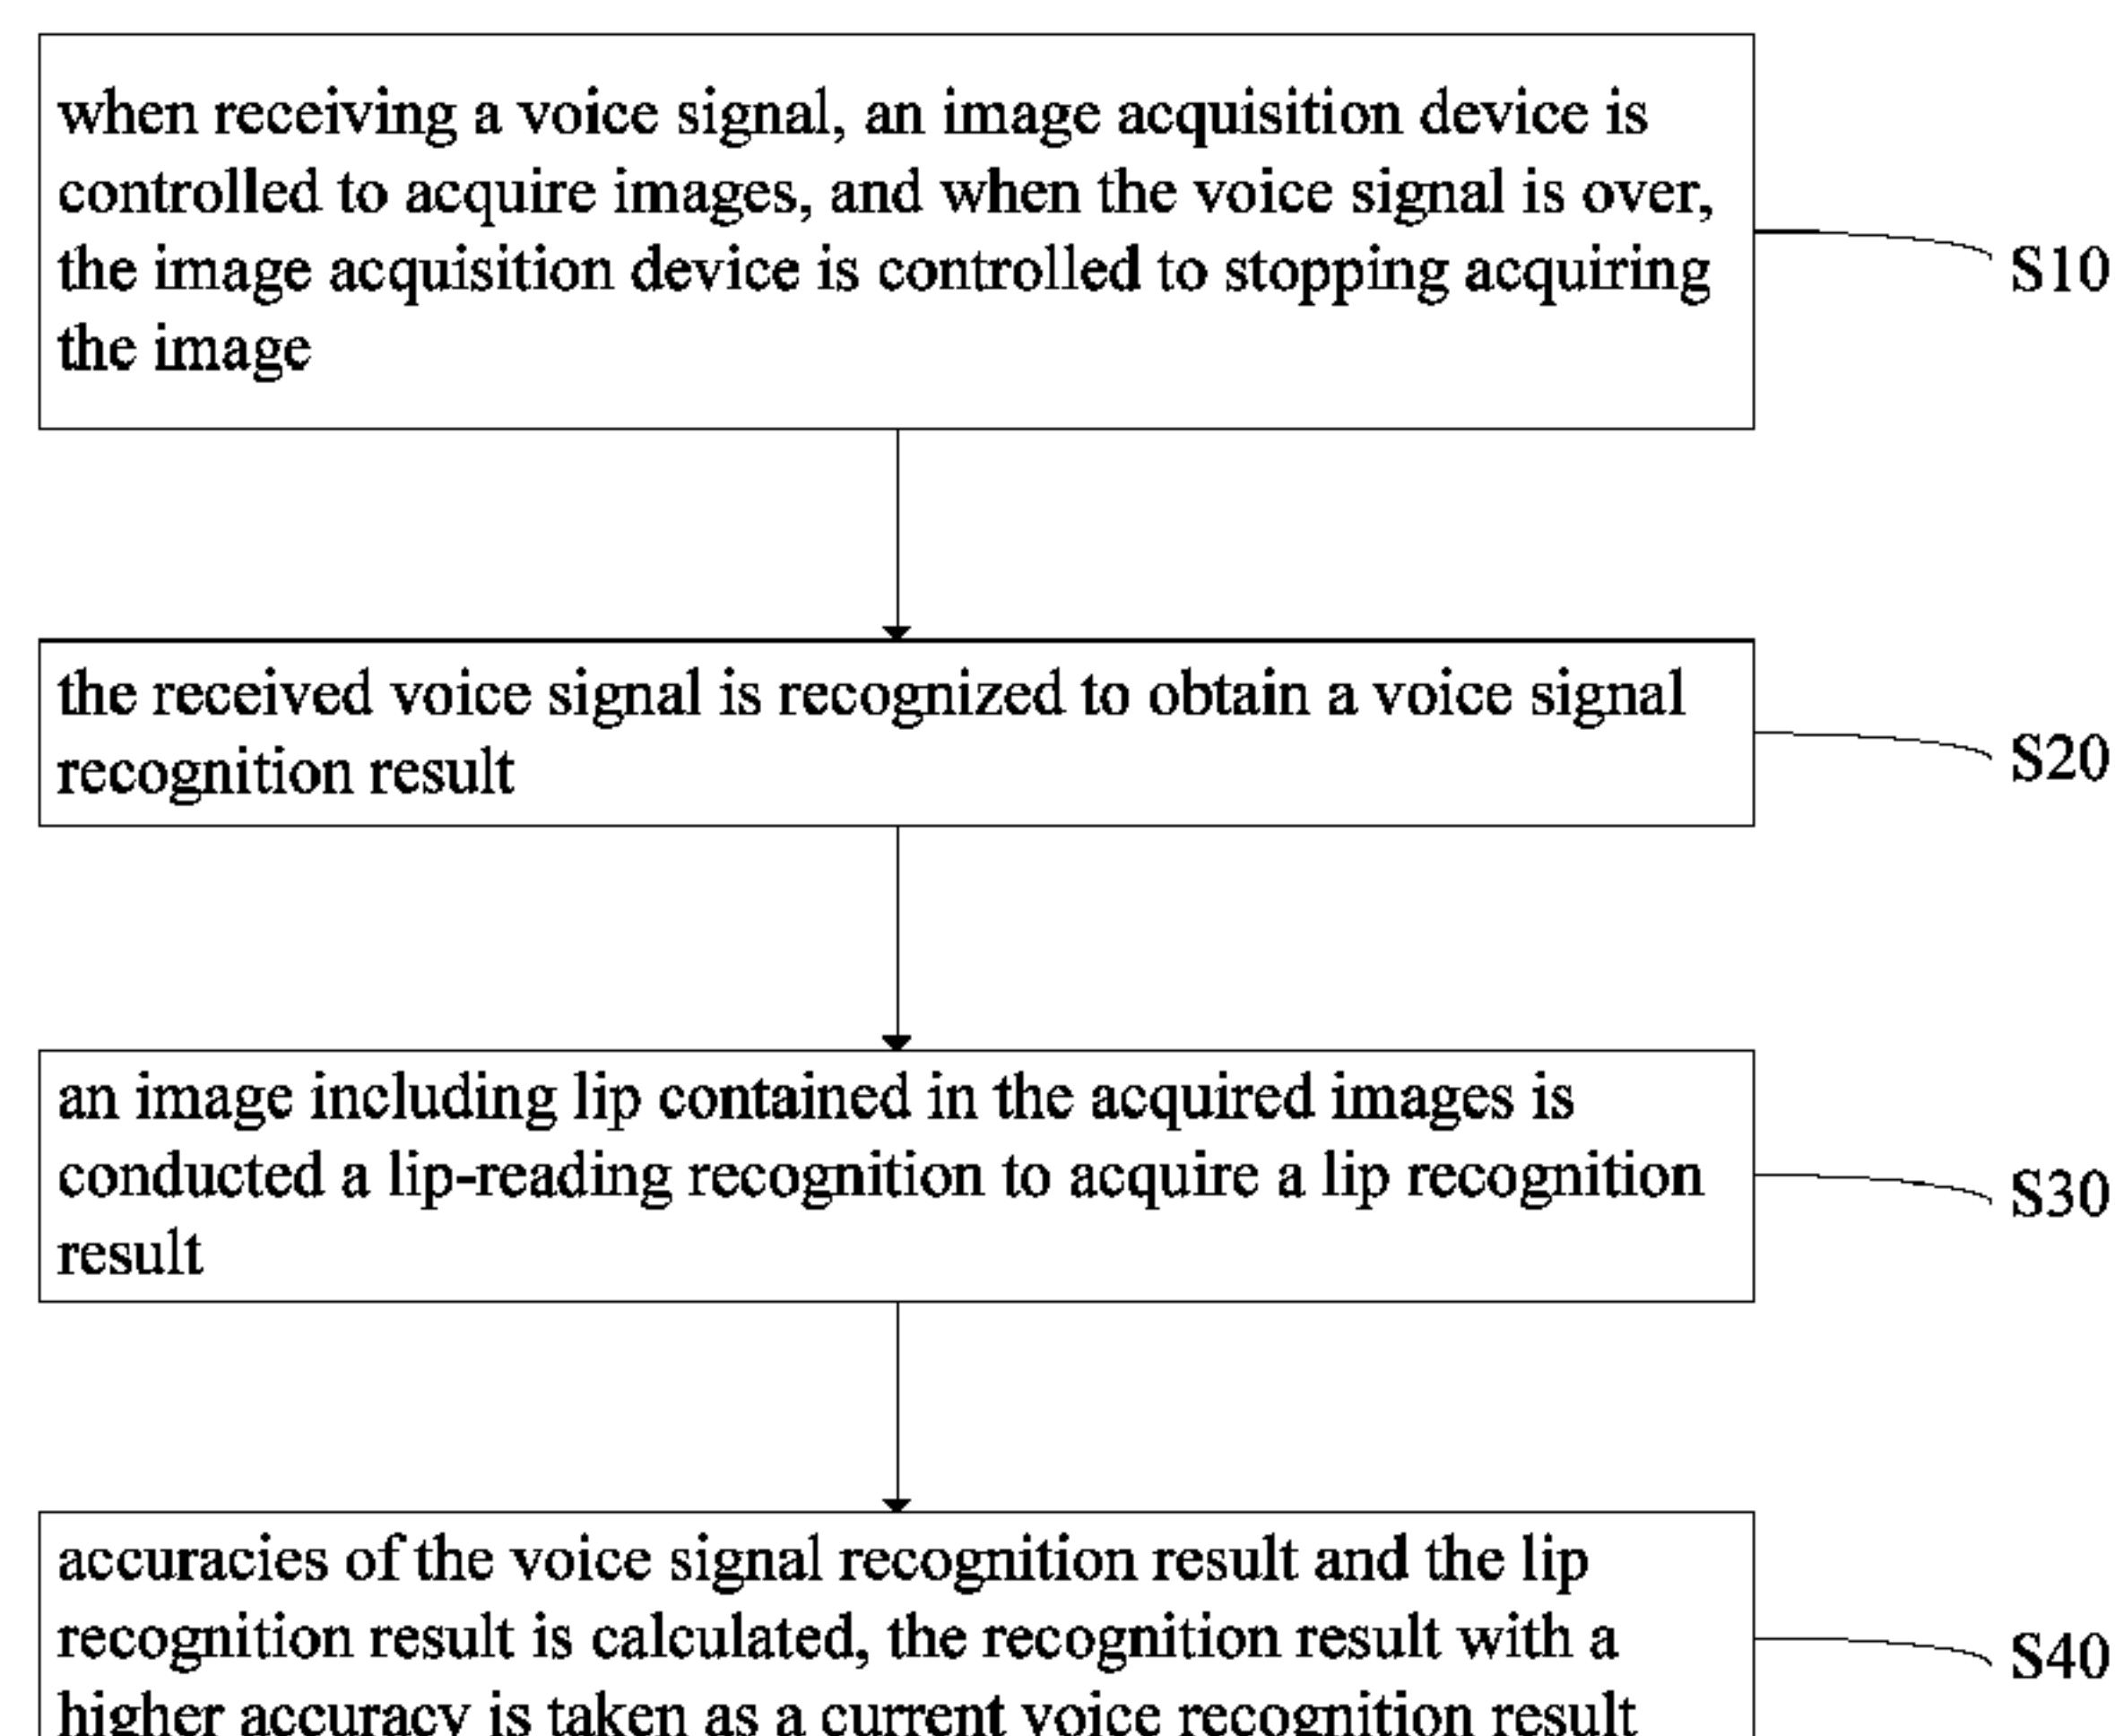 when receiving a voice signal, an image acquisition device is
controlled to acquire images, and when the voice signal is over,
the image acquisition device is controlled to stopping acquiring
the image
S10
the received voice signal is recognized to obtain a voice signal
recognition result
S20
an image including lip contained in the acquired images is
conducted a lip-reading recognition to acquire a lip recognition
result
S30
accuracies of the voice signal recognition result and the lip
recognition result is calculated, the recognition result with a
higher accuracy is taken as a current voice recognition result
S40